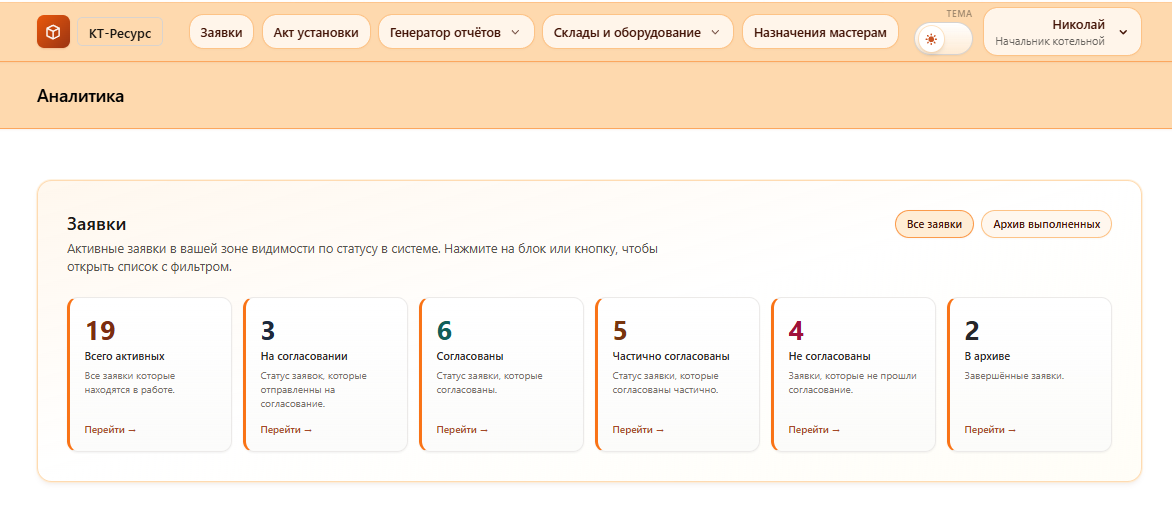 КТ-Ресурс
Заявки
Акт установки
Генератор отчётов
Склады и оборудование
Назначения мастерам
ТЕМА
Николай
Начальник котельной
Аналитика
Заявки
Все заявки
Архив выполненных
Активные заявки в вашей зоне видимости по статусу в системе. Нажмите на блок или кнопку, чтобы
открыть список с фильтром.
19
Всего активных
Все заявки которые
находятся в работе.
Перейти →
3
На согласовании
Статус заявок, которые
отправленны на
согласование.
Перейти →
6
Согласованы
Статус заявки, которые
согласованы.
Перейти →
5
Частично согласованы
Статус заявки, которые
согласованы частично.
Перейти →
4
Не согласованы
Заявки, которые не прошли
согласование.
Перейти →
2
В архиве
Завершённые заявки.
Перейти →